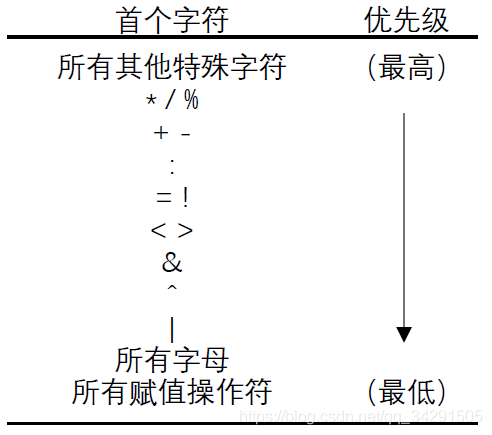 首个字符 优先级
所有其他特殊字符 （最高）
* / %
+ -
:
= !
< >
&
^
|
所有字母
所有赋值操作符 （最低）
https://blog.csdn.net/qq_34291505